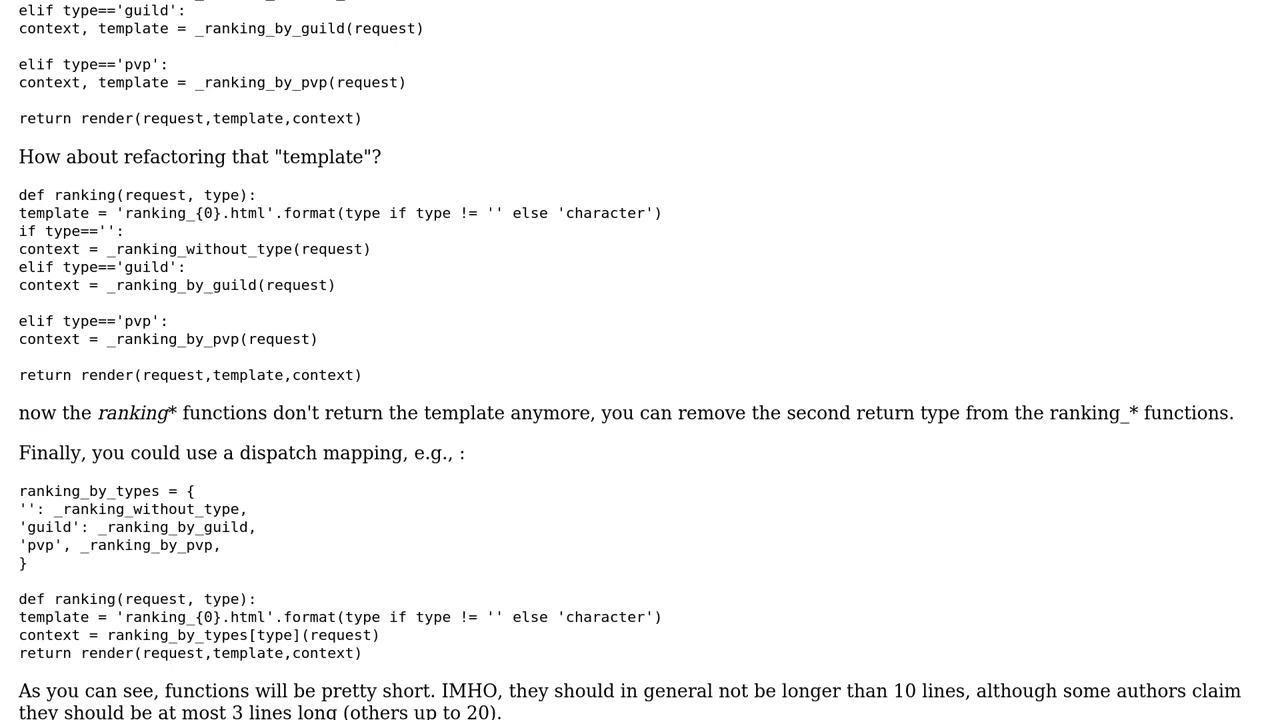 elif type=='guild':
context, template = _ranking_by_guild(request)
elif type=='pvp':
context, template = _ranking_by_pvp(request)
return render(request,template,context)
How about refactoring that "template"?
def ranking(request, type):
template = 'ranking_{0}.html'.format(type if type != '' else 'character')
if type=='':
context = _ranking_without_type(request)
elif type=='guild':
context = _ranking_by_guild(request)
elif type=='pvp':
context = _ranking_by_pvp(request)
return render(request,template,context)
now the ranking* functions don't return the template anymore, you can remove the second return type from the ranking_* functions.
Finally, you could use a dispatch mapping, e.g., :
ranking_by_types = {
'': _ranking_without_type,
'guild': _ranking_by_guild,
'pvp', _ranking_by_pvp,
}
def ranking(request, type):
template = 'ranking_{0}.html'.format(type if type != '' else 'character')
context = ranking_by_types[type](request)
return render(request,template,context)
As you can see, functions will be pretty short. IMHO, they should in general not be longer than 10 lines, although some authors claim
they should be at most 3 lines long (others up to 20).